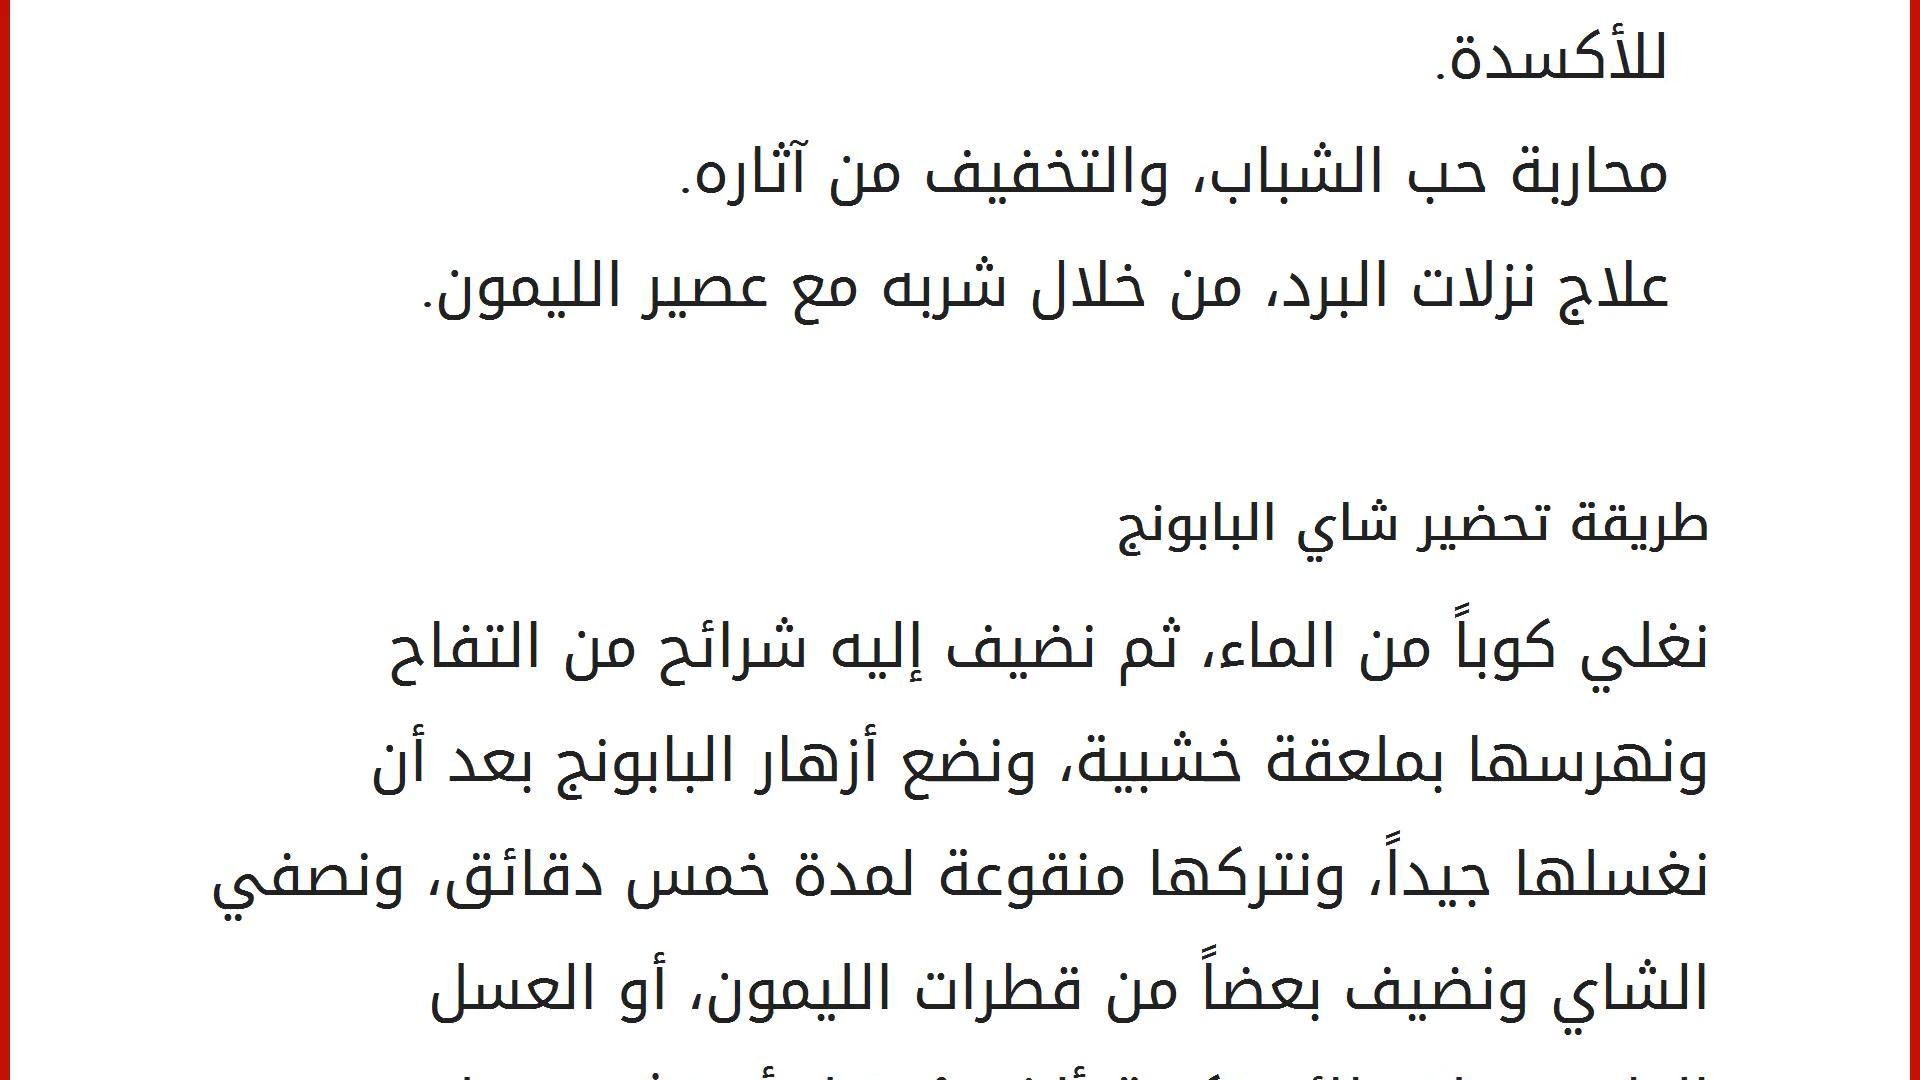 للأكسدة.
محاربة حب الشباب، والتخفيف من آثاره.
علاج نزلات البرد، من خلال شربه مع عصير الليمون.
طريقة تحضير شاي البابونج
نغلي كوباً من الماء، ثم نضيف إليه شرائح من التفاح
ونهرسها بملعقة خشبية، ونضع أزهار البابونج بعد أن
نغسلها جيداً، ونتركها منقوعة لمدة خمس دقائق، ونصفي
الشاي ونضيف بعضاً من قطرات الليمون، أو العسل